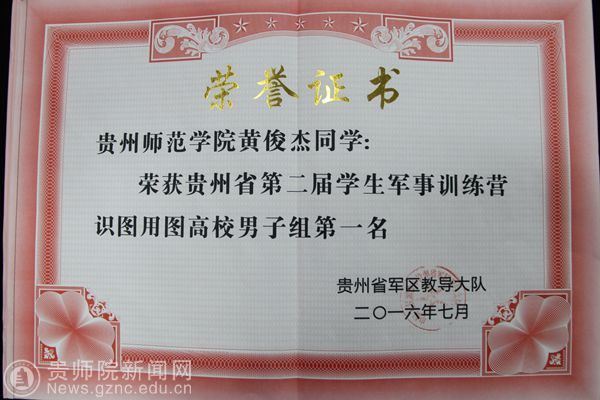 荣誉证书
贵州师范学院黄俊杰同学:
荣获贵州省第二届学生军事训练营
识图用图高校男子组第一名
贵州省军区教导大队
二〇一六年七月
贵师院新闻网
News.gznc.edu.cn